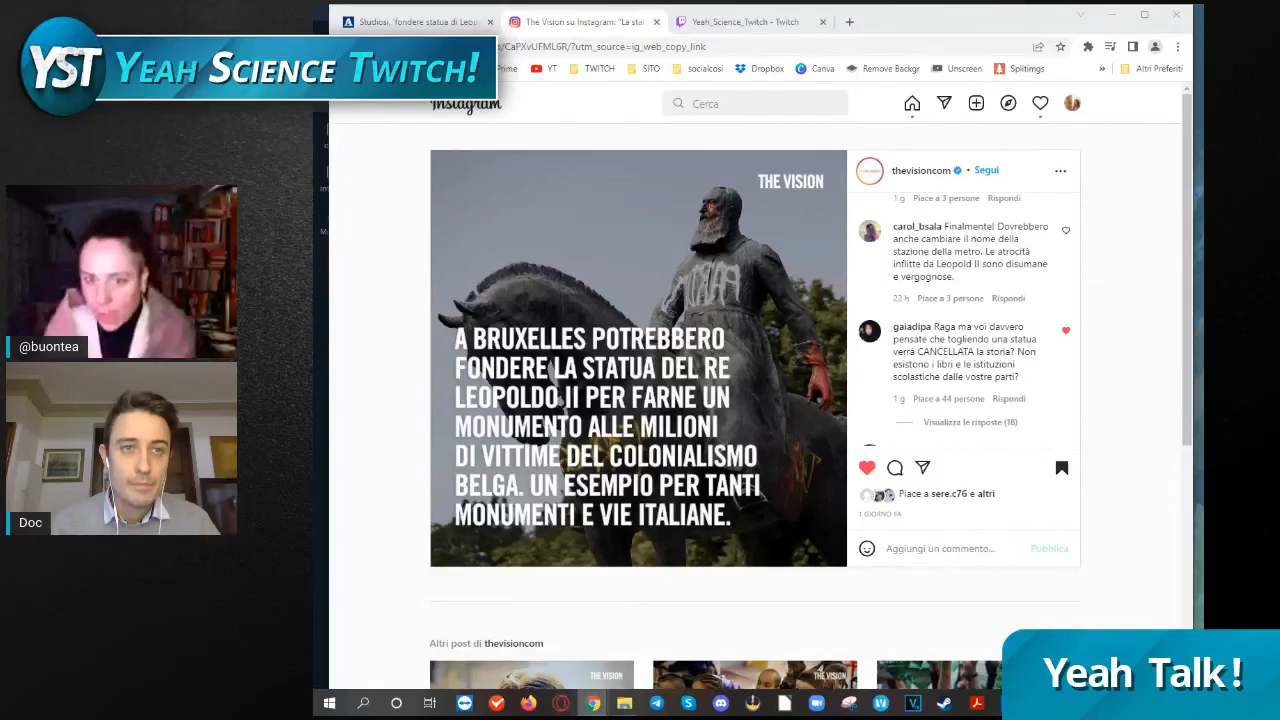 YST YEAH SCIENCE TWITCH!
Studiosi, 'fondere statua di Leop
The Vision su Instagram: "La stat
Yeah_Science_Twitch - Twitch
/CaPXvUFML6R/?utm_source=ig_web_copy_link
YT
TWITCH
SITO
socialcosi
Dropbox
Canva
Remove Backgr
Unscreen
Splitimgs
»
Altri Preferiti
Instagram
Cerca
THE VISION
A BRUXELLES POTREBBERO
FONDERE LA STATUA DEL RE
LEOPOLDO II PER FARNE UN
MONUMENTO ALLE MILIONI
DI VITTIME DEL COLONIALISMO
BELGA. UN ESEMPIO PER TANTI
MONUMENTI E VIE ITALIANE.
thevisioncom • Segui
1 g Piace a 3 persone Rispondi
carol_bsala Finalmente! Dovrebbero
anche cambiare il nome della
stazione della metro. Le atrocità
inflitte da Leopold II sono disumane
e vergognose.
22 h Piace a 3 persone Rispondi
gaiadipa Raga ma voi davvero
pensate che togliendo una statua
verrà CANCELLATA la storia? Non
esistono i libri e le istituzioni
scolastiche dalle vostre parti?
1 g Piace a 44 persone Rispondi
Visualizza le risposte (18)
Piace a sere.c76 e altri
1 GIORNO FA
Aggiungi un commento...
Pubblica
Altri post di thevisioncom
THE VISION
THE VISION
@buontea
Doc
Yeah Talk!